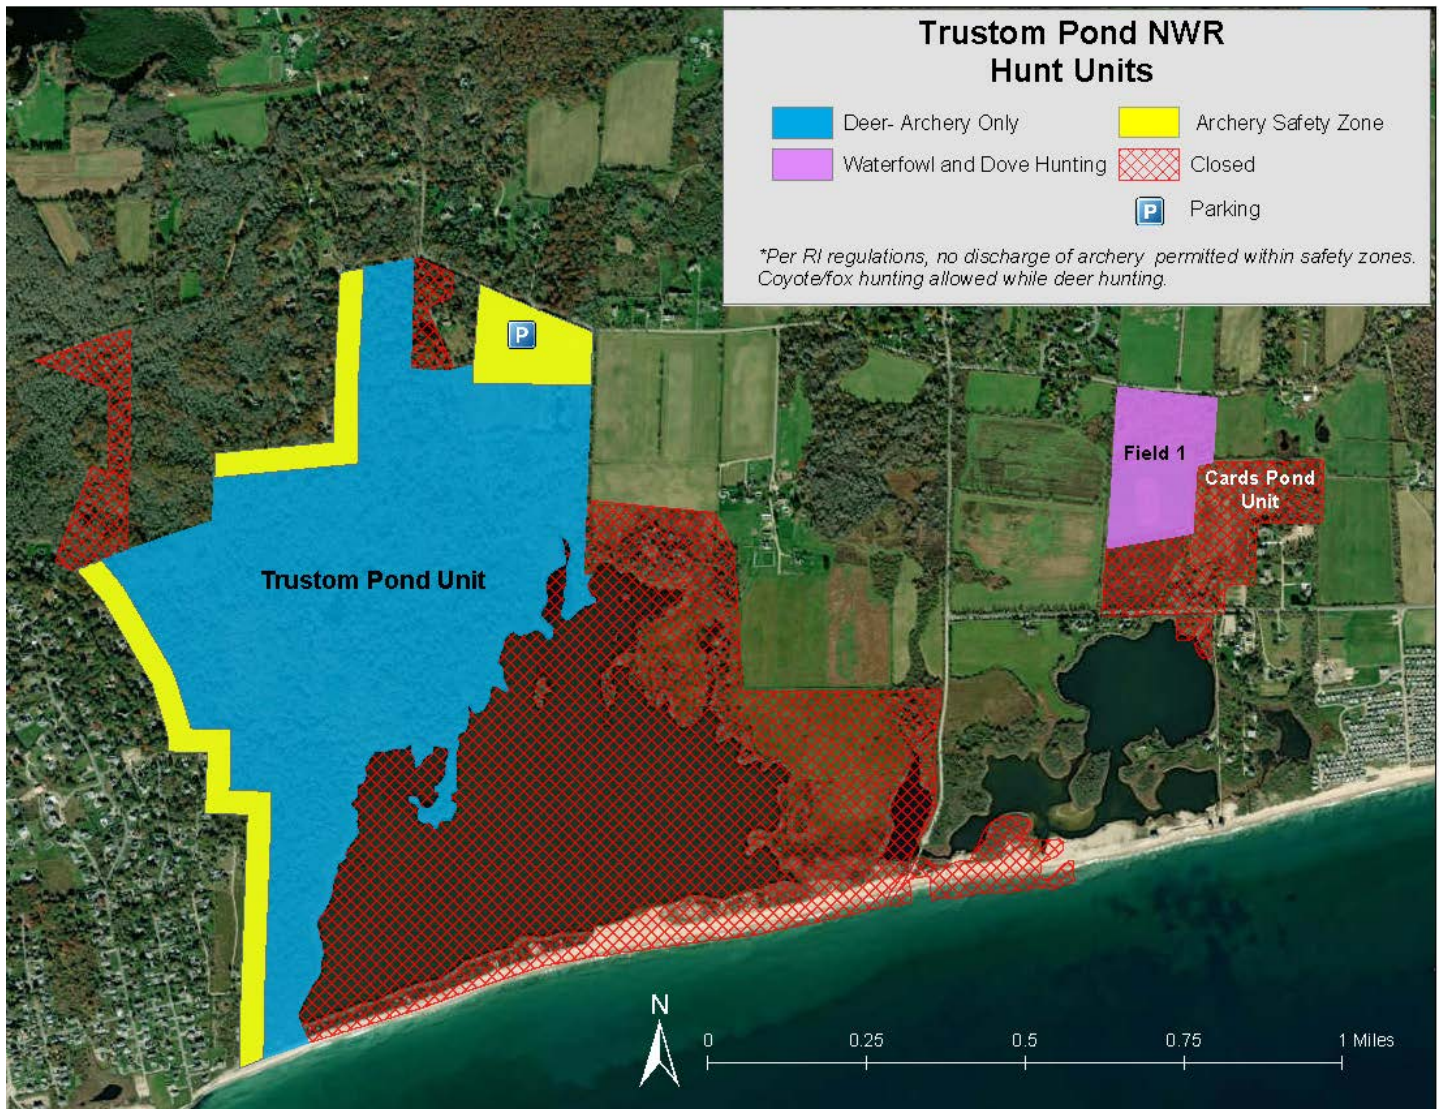 Trustom Pond NWR
Hunt Units
Deer- Archery Only
Archery Safety Zone
Waterfowl and Dove Hunting
Closed
P
Parking
*Per RI regulations, no discharge of archery permitted within safety zones.
Coyote/fox hunting allowed while deer hunting.
P
Field 1
Cards Pond
Unit
Trustom Pond Unit
N
0 0.25 0.5 0.75 1 Miles